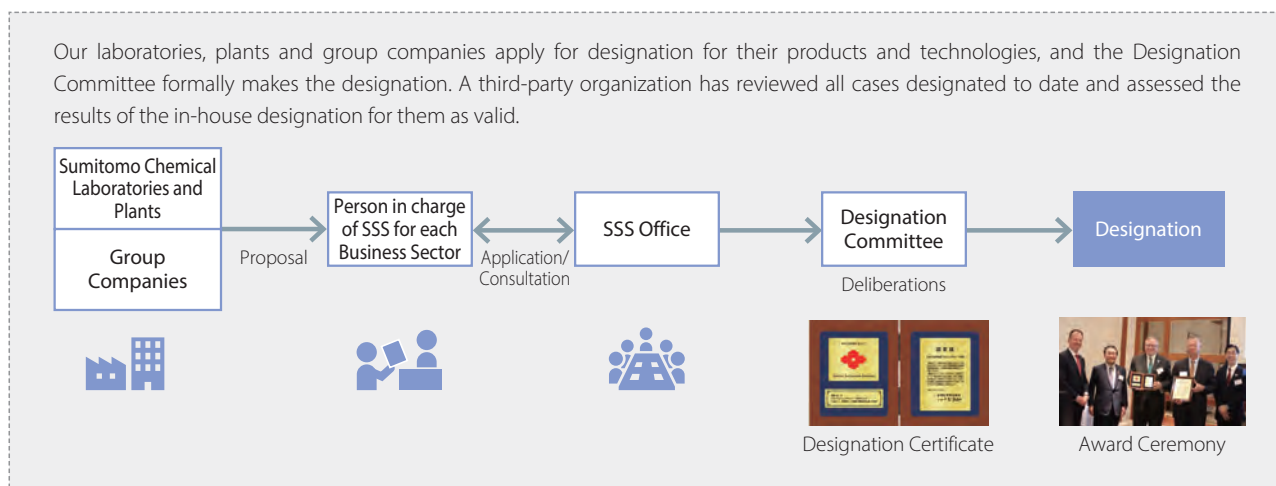 Our laboratories, plants and group companies apply for designation for their products and technologies, and the Designation
Committee formally makes the designation. A third-party organization has reviewed all cases designated to date and assessed the
results of the in-house designation for them as valid.
Sumitomo Chemical
Laboratories and
Plants
Group
Companies
Proposal
Person in charge
of SSS for each
Business Sector
Application/
Consultation
SSS Office
Designation
Committee
Deliberations
Designation
Designation Certificate
Award Ceremony